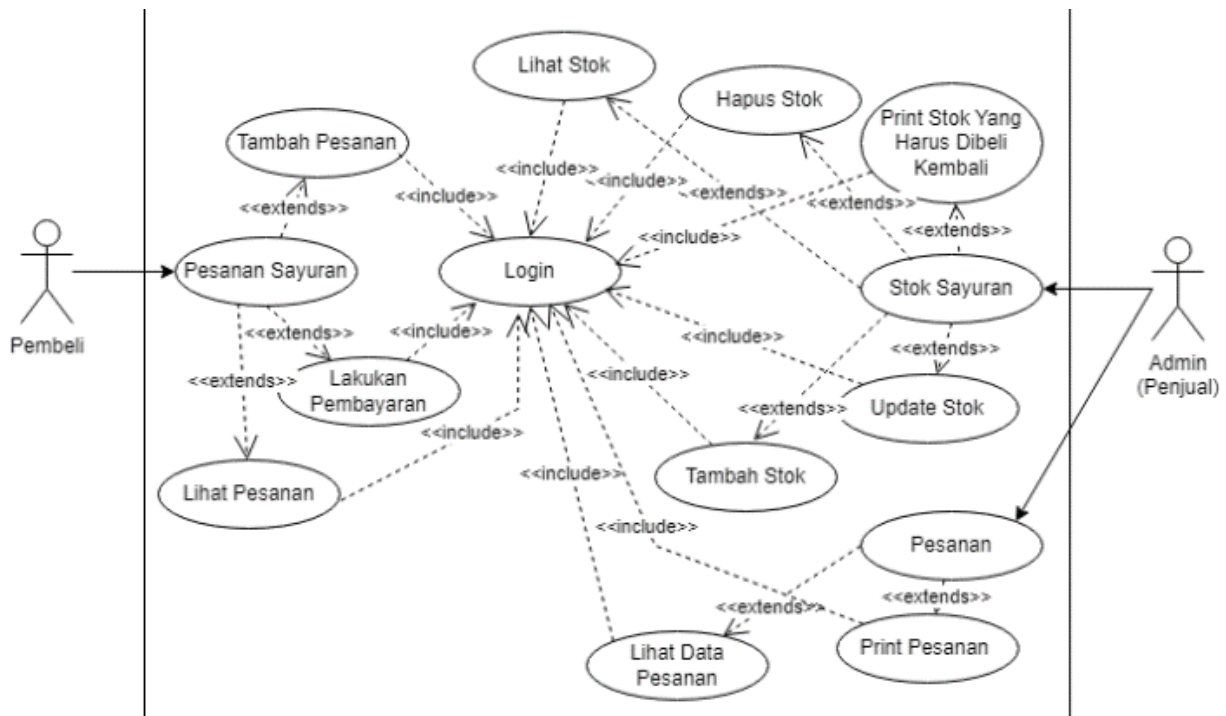 Lihat Stok
Hapus Stok
Print Stok Yang
Harus Dibeli
Kembali
Tambah Pesanan
<<include>>
<<include>>
<<include>>
<<extends>>
<<extends>>
<<extends>>
<<include>>
<<extends>>
Pesanan Sayuran
Login
Stok Sayuran
Pembeli
Admin
(Penjual)
<<extends>>
<<include>>
<<include>>
<<extends>>
<<extends>>
<<include>>
Lakukan
Pembayaran
Update Stok
<<extends>>
<<include>>
Lihat Pesanan
<<include>>
Tambah Stok
<<include>>
Pesanan
<<extends>>
<<extends>>
Lihat Data
Pesanan
Print Pesanan